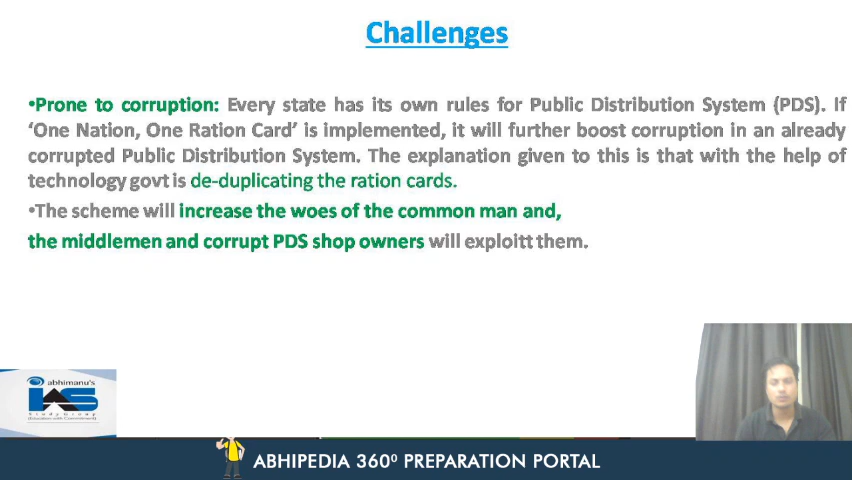 Challenges
•Prone to corruption: Every state has its own rules for Public Distribution System (PDS). If
‘One Nation, One Ration Card’ is implemented, it will further boost corruption in an already
corrupted Public Distribution System. The explanation given to this is that with the help of
technology govt is de-duplicating the ration cards.
•The scheme will increase the woes of the common man and,
the middlemen and corrupt PDS shop owners will exploitt them.
abhimanu's
ias
Study Group
ABHIPEDIA 360⁰ PREPARATION PORTAL